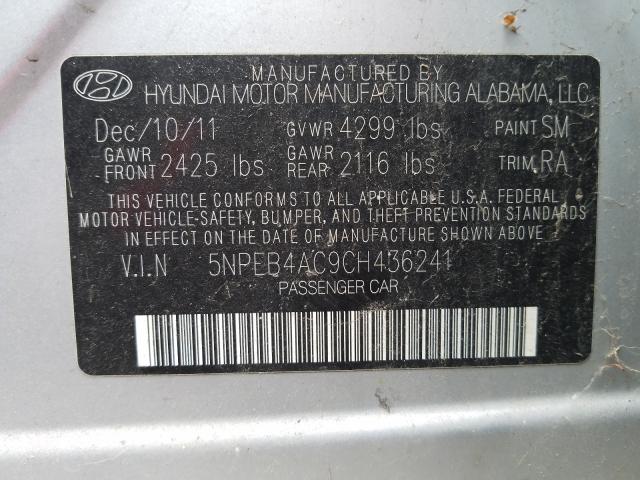 MANUFACTURED BY
HYUNDAI MOTOR MANUFACTURING ALABAMA, LLC
Dec/10/11 GVWR 4299 lbs PAINT SM
GAWR FRONT 2425 lbs GAWR REAR 2116 lbs TRIM RA
THIS VEHICLE CONFORMS TO ALL APPLICABLE U.S.A. FEDERAL
MOTOR VEHICLE-SAFETY, BUMPER, AND THEFT PREVENTION STANDARDS
IN EFFECT ON THE DATE OF MANUFACTURE SHOWN ABOVE.
V.I.N 5NPEB4AC9CH436241
PASSENGER CAR